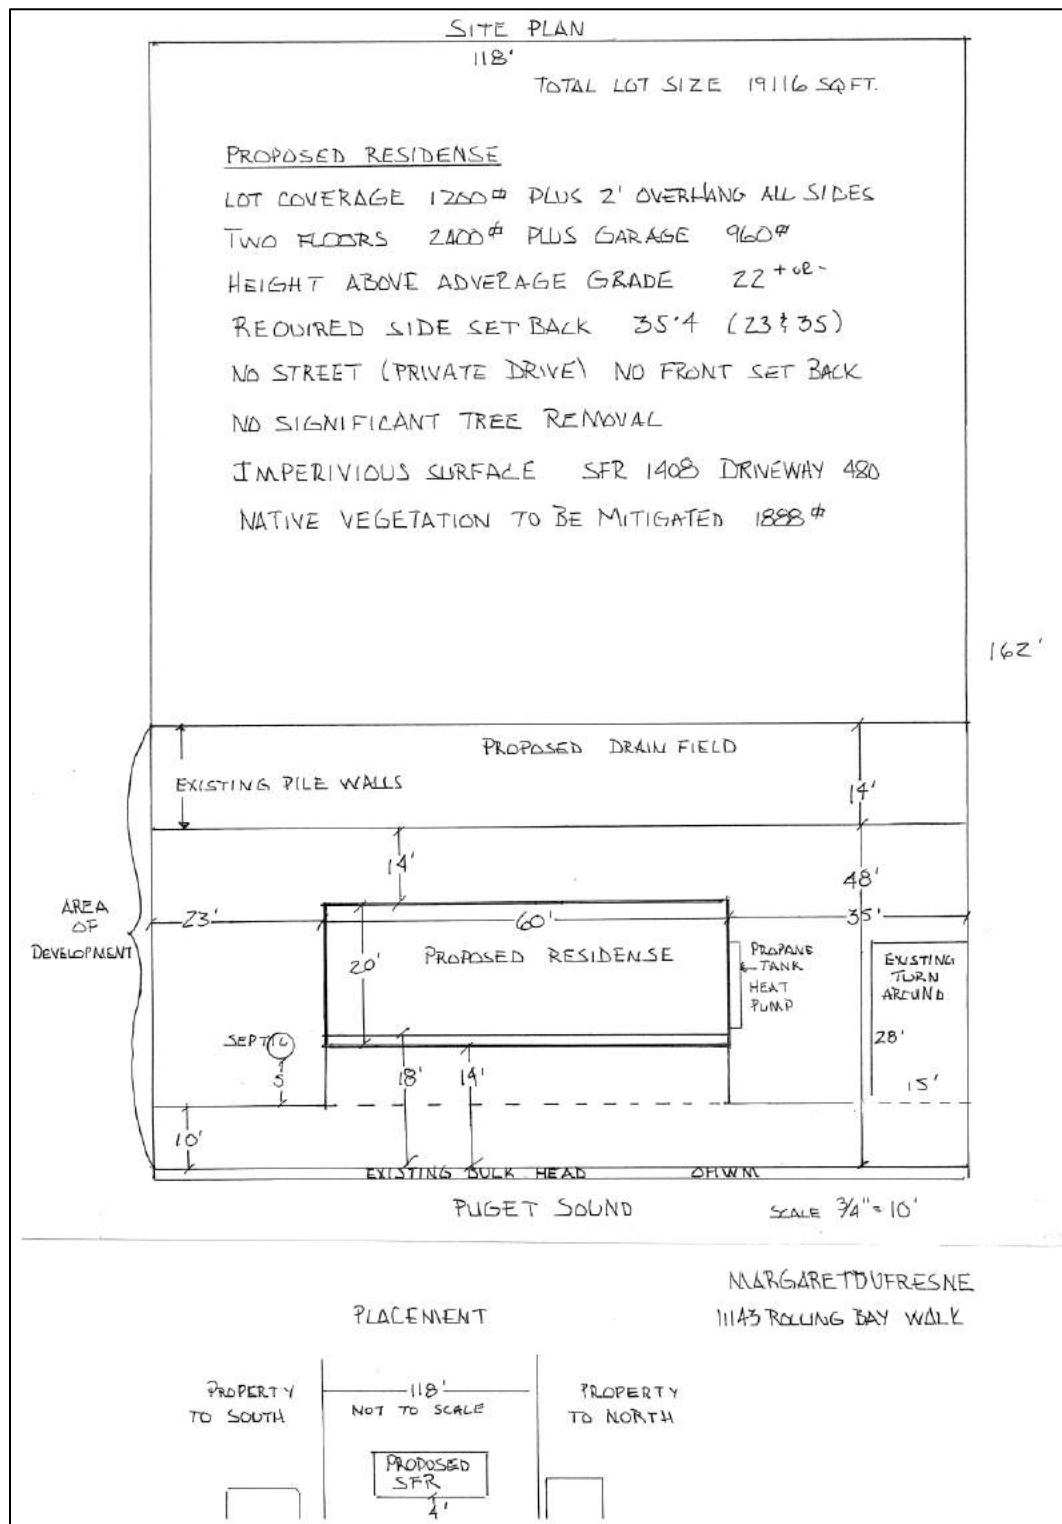 SITE PLAN
118'
TOTAL LOT SIZE 19116 SQ FT.
PROPOSED RESIDENSE
LOT COVERAGE 1200⌀ PLUS 2' OVERHANG ALL SIDES
TWO FLOORS 2400⌀ PLUS GARAGE 960⌀
HEIGHT ABOVE ADVERAGE GRADE 22 + OR -
REQUIRED SIDE SET BACK 35'4 (23 & 35)
NO STREET (PRIVATE DRIVE) NO FRONT SET BACK
NO SIGNIFICANT TREE REMOVAL
IMPERIVIOUS SURFACE SFR 1408 DRIVEWAY 480
NATIVE VEGETATION TO BE MITIGATED 1888⌀
162'
PROPOSED DRAIN FIELD
EXISTING PILE WALLS
14'
14'
48'
AREA
OF
DEVELOPMENT
23'
60'
35'
20'
PROPOSED RESIDENSE
PROPANE
TANK
HEAT
PUMP
EXISTING
TURN
AROUND
28'
15'
SEPTIC
5
18'
14'
10'
EXISTING BULK HEAD OHWM
PUGET SOUND
SCALE 3/4" = 10'
MARGARET DUFRESNE
11143 ROLLING BAY WALK
PLACEMENT
PROPERTY
TO SOUTH
118'
NOT TO SCALE
PROPERTY
TO NORTH
PROPOSED
SFR
4'